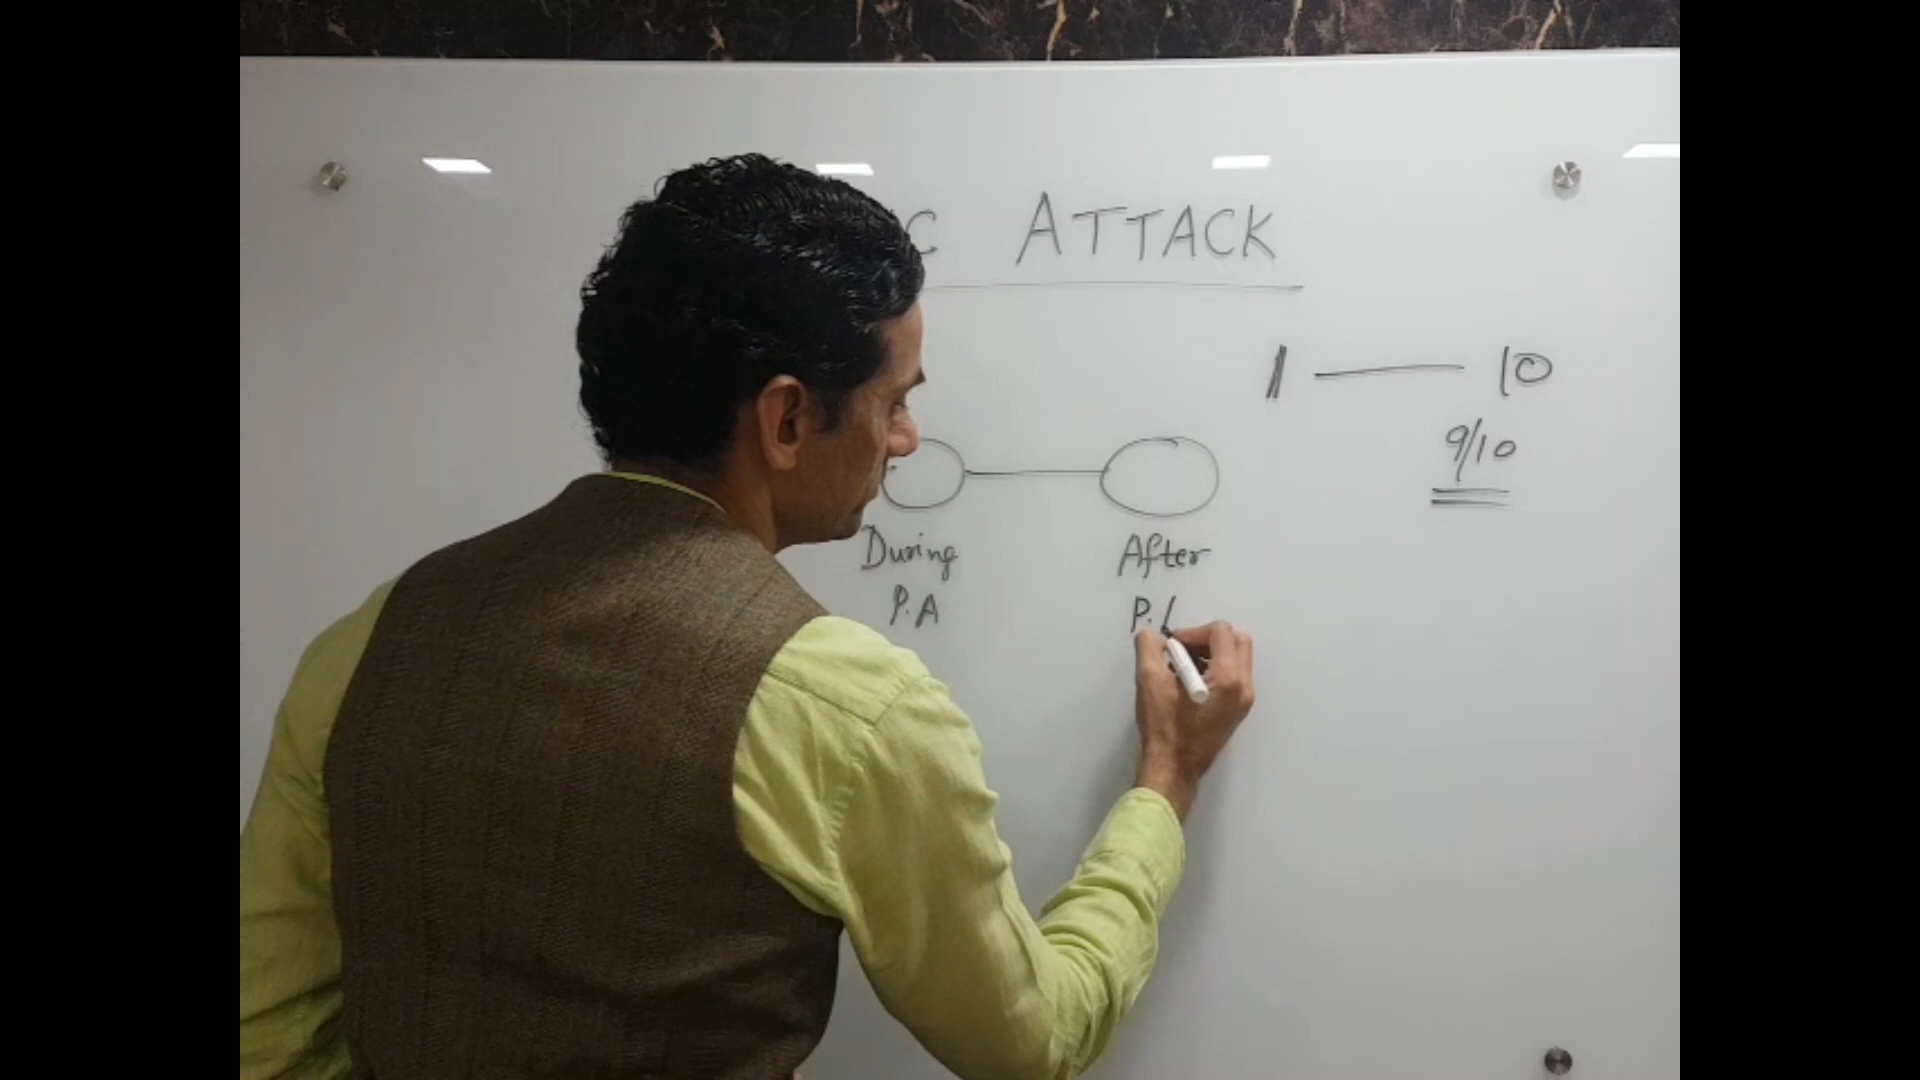 C ATTACK
1 — 10
9/10
During
After
P.A
P.